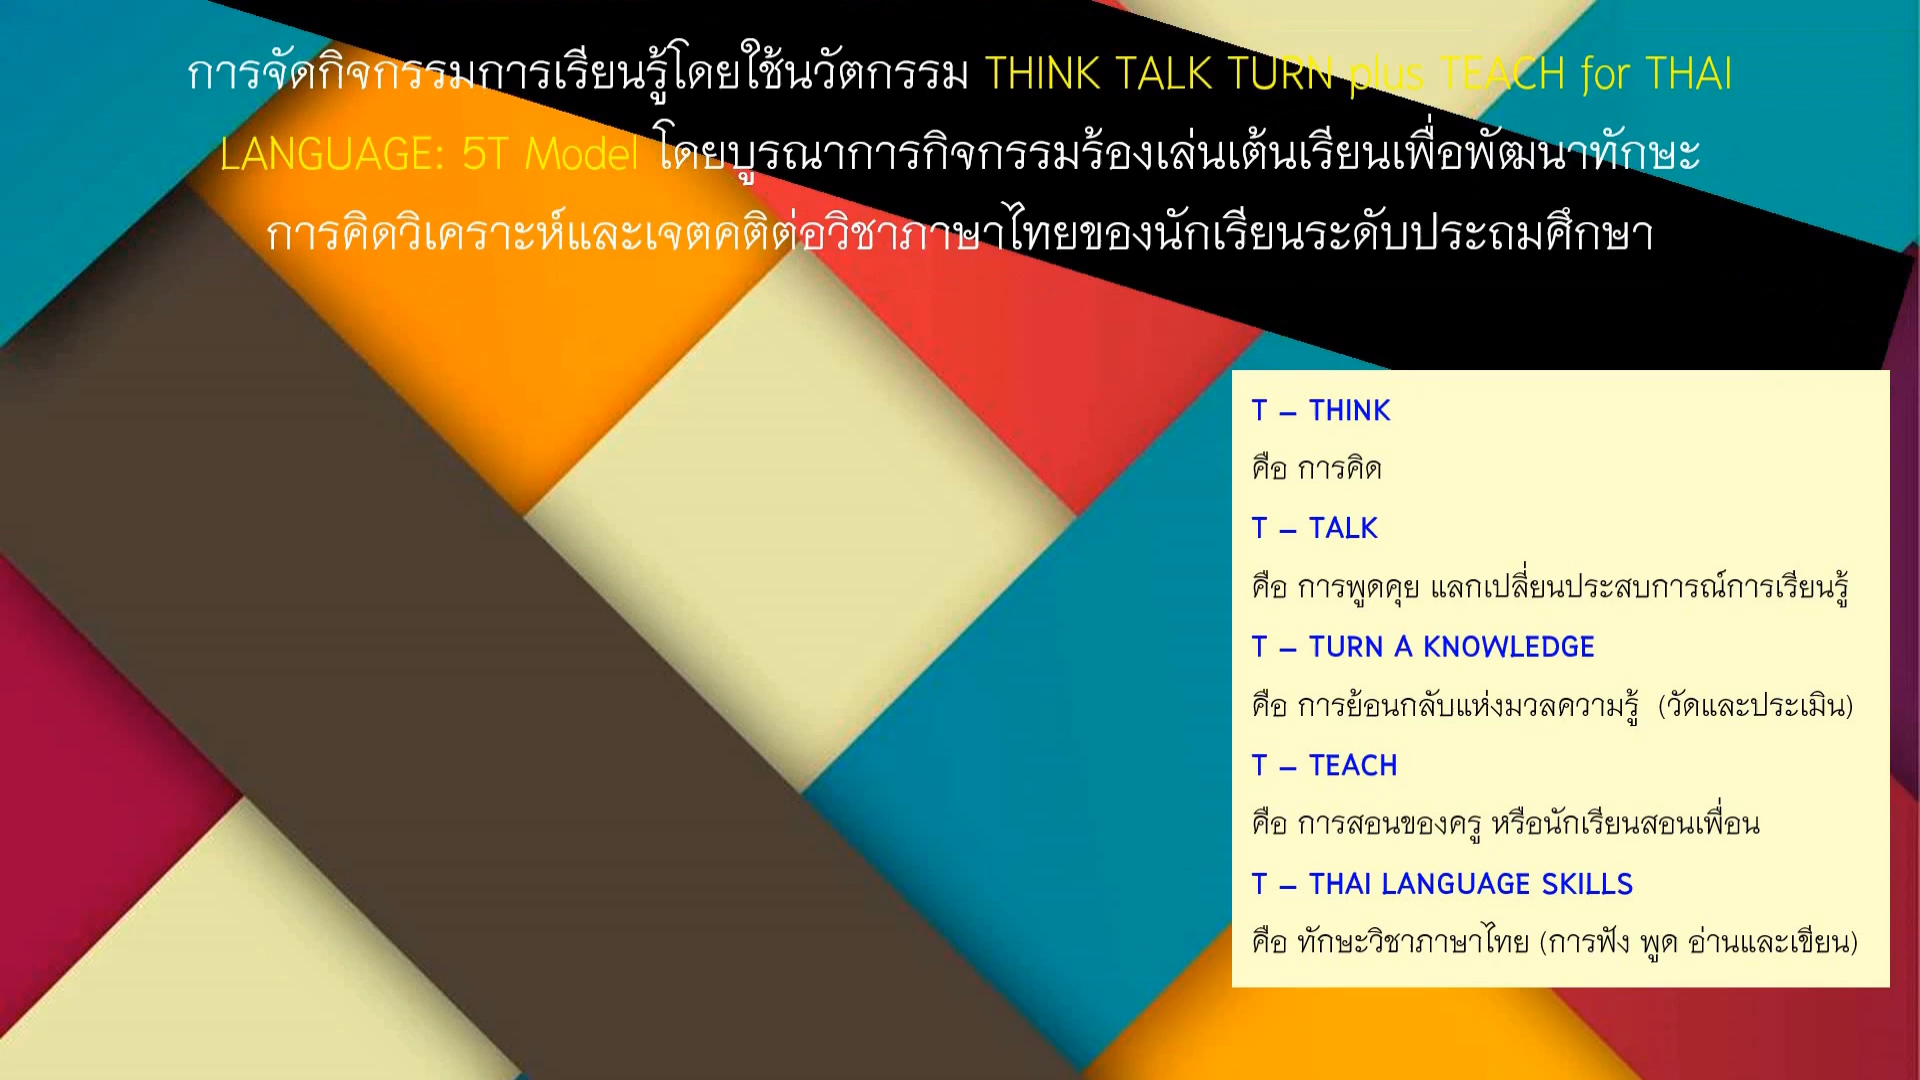 การจัดกิจกรรมการเรียนรู้โดยใช้นวัตกรรม THINK TALK TURN plus TEACH for THAI
LANGUAGE: 5T Model โดยบูรณาการกิจกรรมร้องเล่นเต้นเรียนเพื่อพัฒนาทักษะ
การคิดวิเคราะห์และเจตคติต่อวิชาภาษาไทยของนักเรียนระดับประถมศึกษา
T – THINK
คือ การคิด
T – TALK
คือ การพูดคุย แลกเปลี่ยนประสบการณ์การเรียนรู้
T – TURN A KNOWLEDGE
คือ การย้อนกลับแห่งมวลความรู้ (วัดและประเมิน)
T – TEACH
คือ การสอนของครู หรือนักเรียนสอนเพื่อน
T – THAI LANGUAGE SKILLS
คือ ทักษะวิชาภาษาไทย (การฟัง พูด อ่านและเขียน)